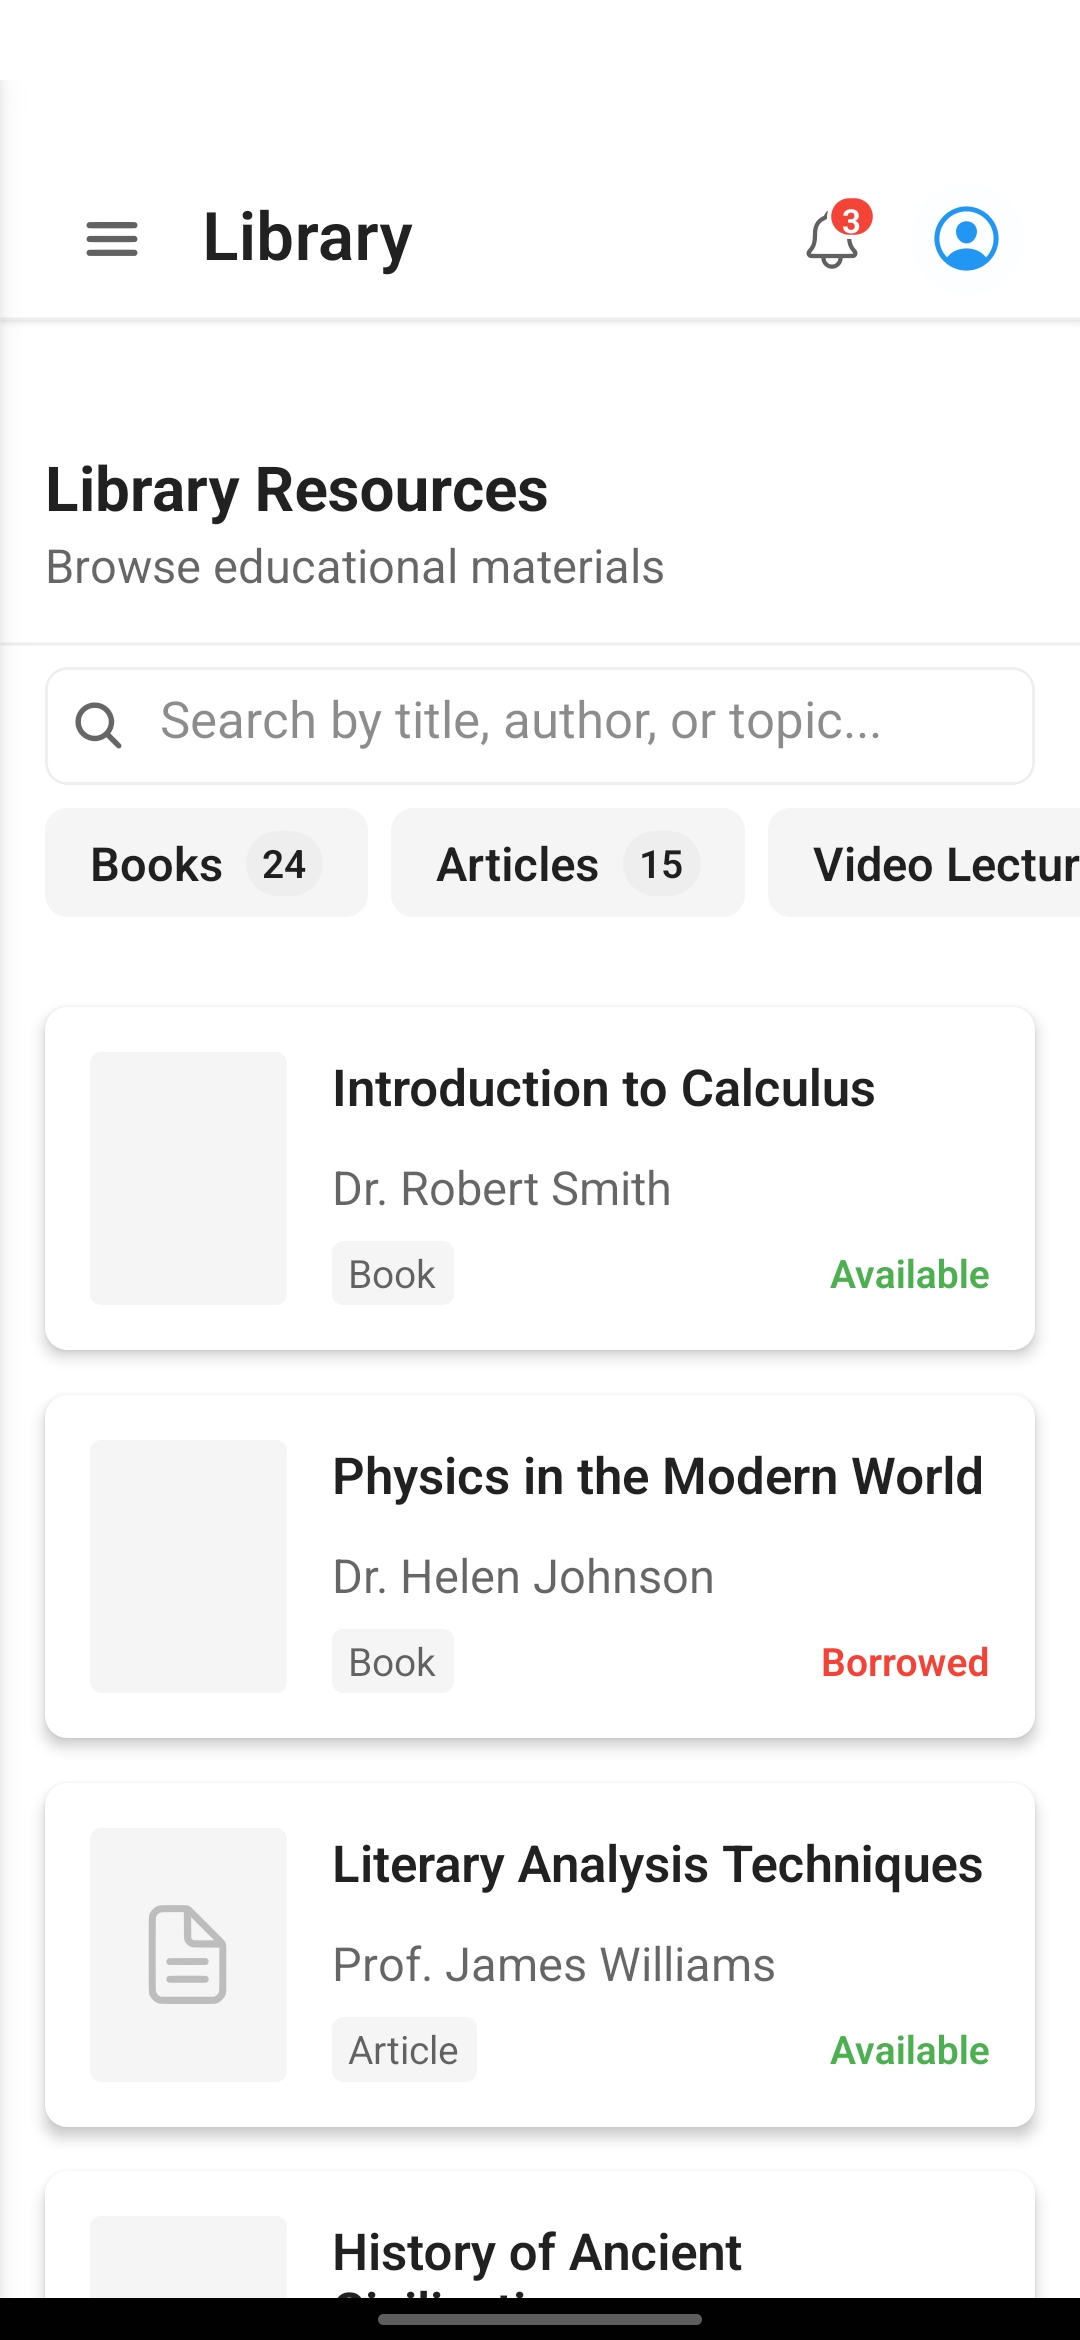 Library
3
Library Resources
Browse educational materials
Search by title, author, or topic...
Books 24
Articles 15
Video Lectur
Introduction to Calculus
Dr. Robert Smith
Book
Available
Physics in the Modern World
Dr. Helen Johnson
Book
Borrowed
Literary Analysis Techniques
Prof. James Williams
Article
Available
History of Ancient